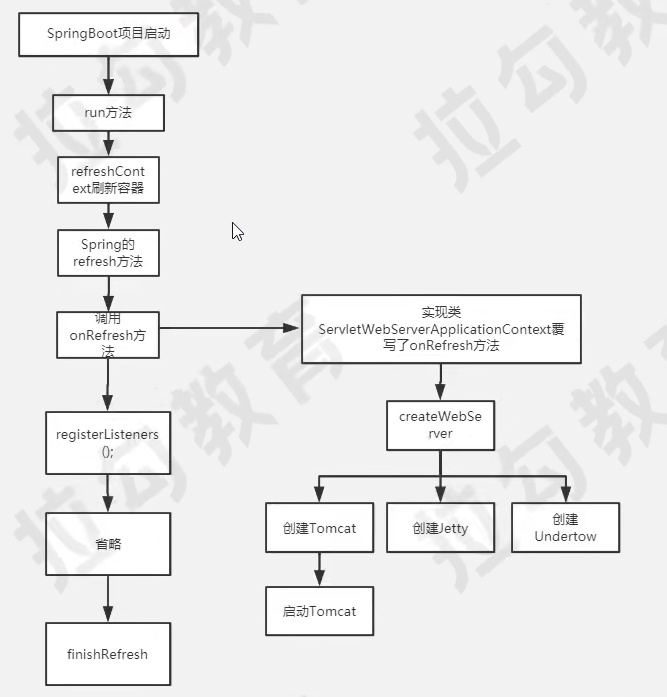 SpringBoot项目启动
run方法
refreshCont
ext刷新容器
Spring的
refresh方法
调用
onRefresh方
法
实现类
ServletWebServerApplicationContext覆
写了onRefresh方法
createWebSe
rver
registerListeners
();
创建Tomcat
创建Jetty
创建
Undertow
省略
启动Tomcat
finishRefresh
拉勾教育
拉勾教育
拉勾教育
拉勾教育